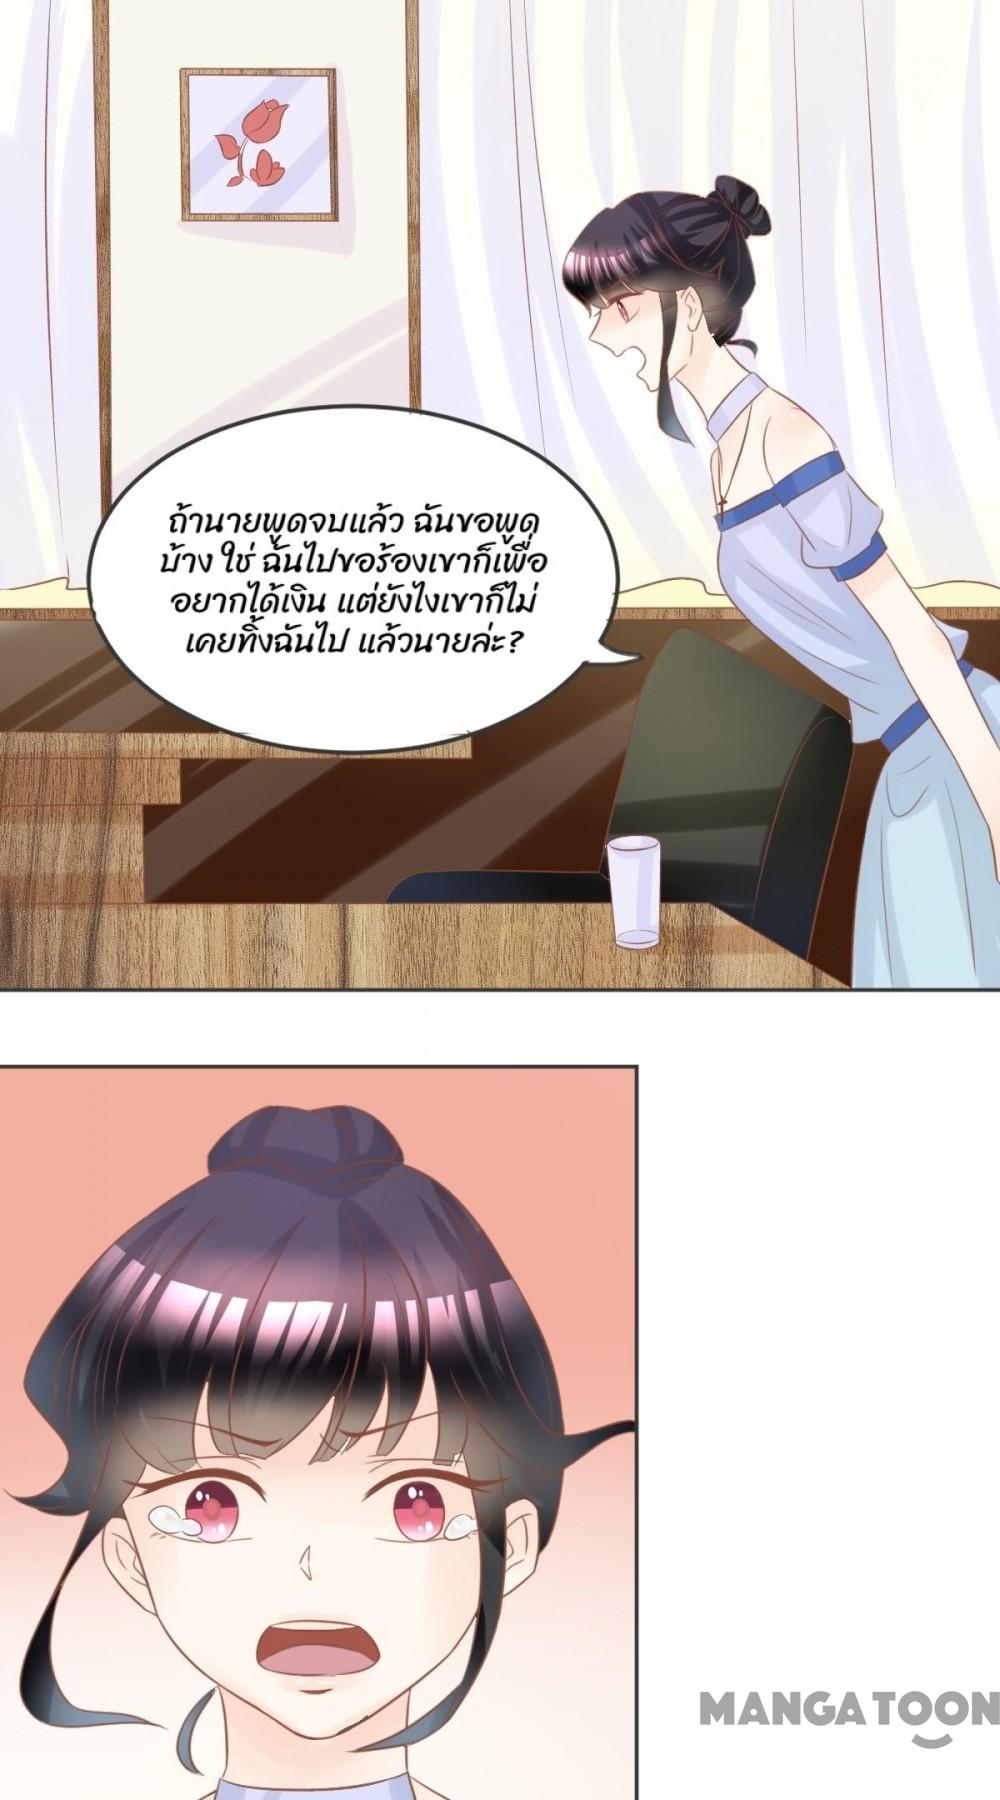 ถ้านายพูดจบแล้ว ฉันขอพูด
บ้าง ใช่ ฉันไปขอร้องเขาก็เพื่อ
อยากได้เงิน แต่ยังไงเขาก็ไม่
เคยทิ้งฉันไป แล้วนายล่ะ?
MANGATOON